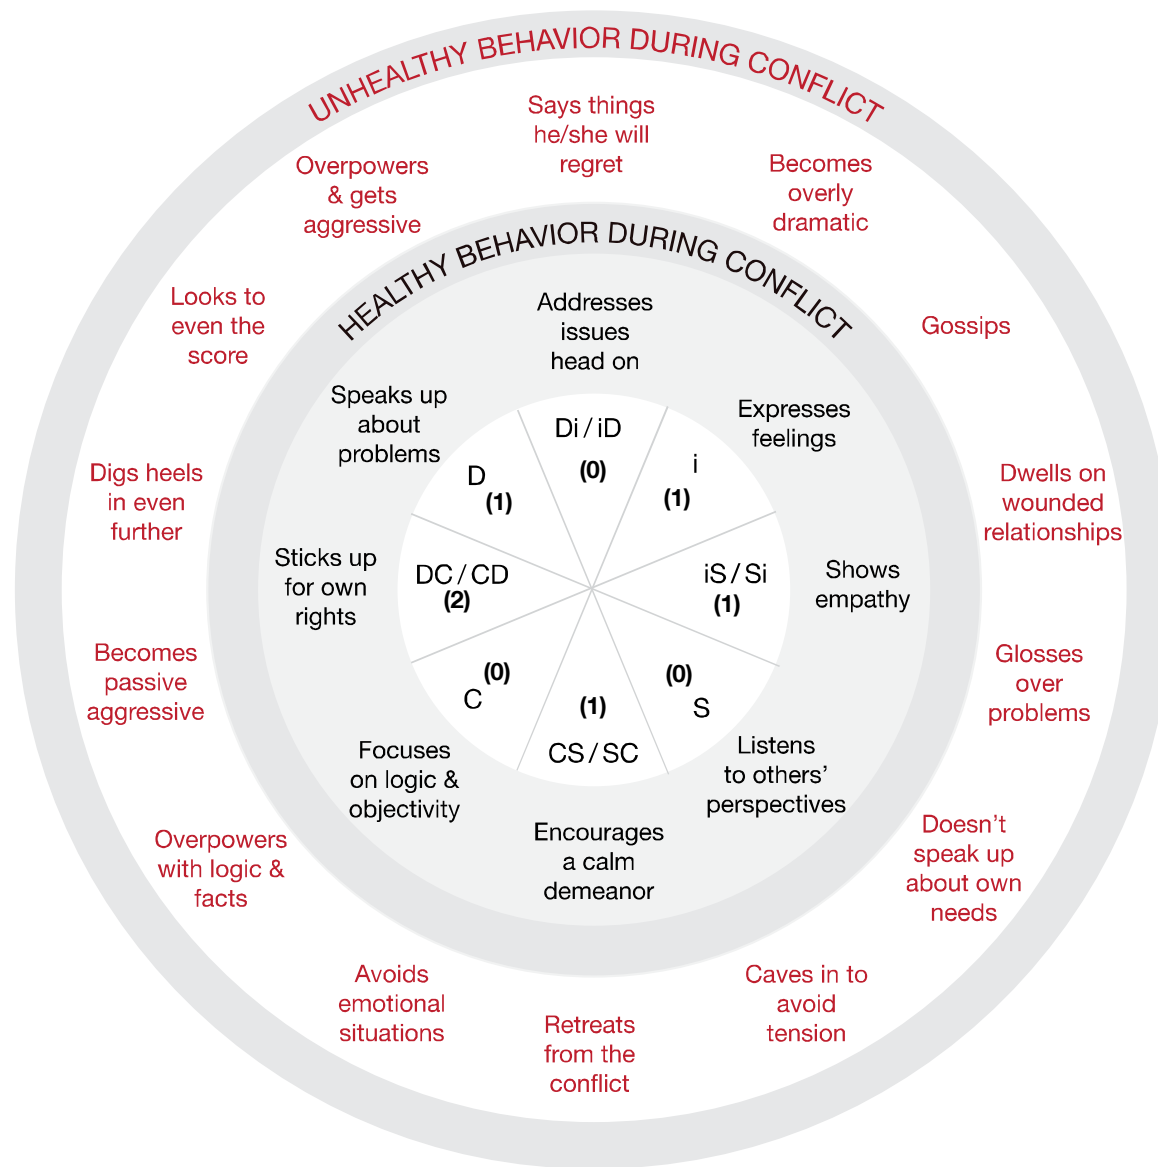 UNHEALTHY BEHAVIOR DURING CONFLICT
Says things
he/she will
regret
Overpowers
& gets
aggressive
Becomes
overly
dramatic
Looks to
even the
score
Gossips
Digs heels
in even
further
Dwells on
wounded
relationships
Becomes
passive
aggressive
Glosses
over
problems
Overpowers
with logic &
facts
Doesn't
speak up
about own
needs
Avoids
emotional
situations
Retreats
from the
conflict
Caves in to
avoid
tension
HEALTHY BEHAVIOR DURING CONFLICT
Addresses
issues
head on
Speaks up
about
problems
Expresses
feelings
Sticks up
for own
rights
Shows
empathy
Focuses
on logic &
objectivity
Listens
to others'
perspectives
Encourages
a calm
demeanor
Di / iD
(0)
D
(1)
i
(1)
DC / CD
(2)
iS / Si
(1)
(0)
C
(0)
S
(1)
CS / SC